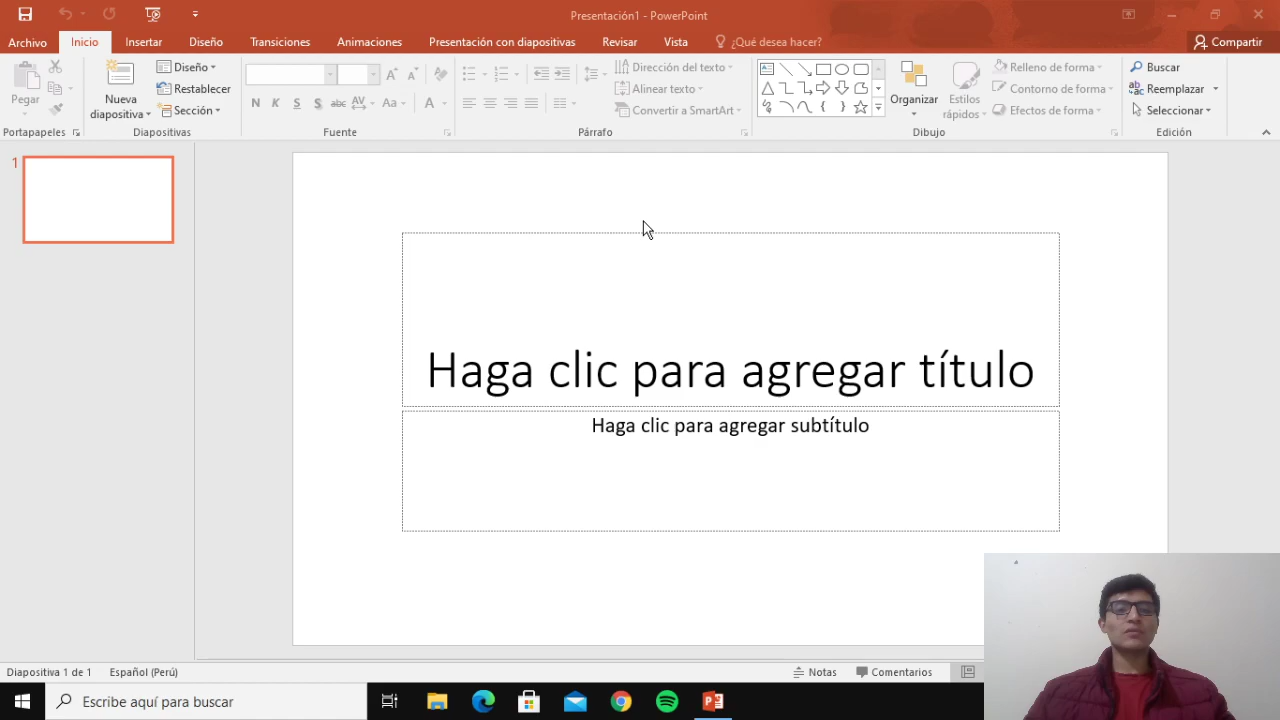 Presentación1 - PowerPoint
Archivo Inicio Insertar Diseño Transiciones Animaciones Presentación con diapositivas Revisar Vista ¿Qué desea hacer? Compartir
Pegar
Portapapeles
Nueva
diapositiva
Diseño
Restablecer
Sección
Diapositivas
N K S S abc AV Aa A
Fuente
Dirección del texto
Alinear texto
Convertir a SmartArt
Párrafo
Organizar
Estilos
rápidos
Relleno de forma
Contorno de forma
Efectos de forma
Dibujo
Buscar
Reemplazar
Seleccionar
Edición
1
Haga clic para agregar título
Haga clic para agregar subtítulo
Diapositiva 1 de 1 Español (Perú) Notas Comentarios
Escribe aquí para buscar